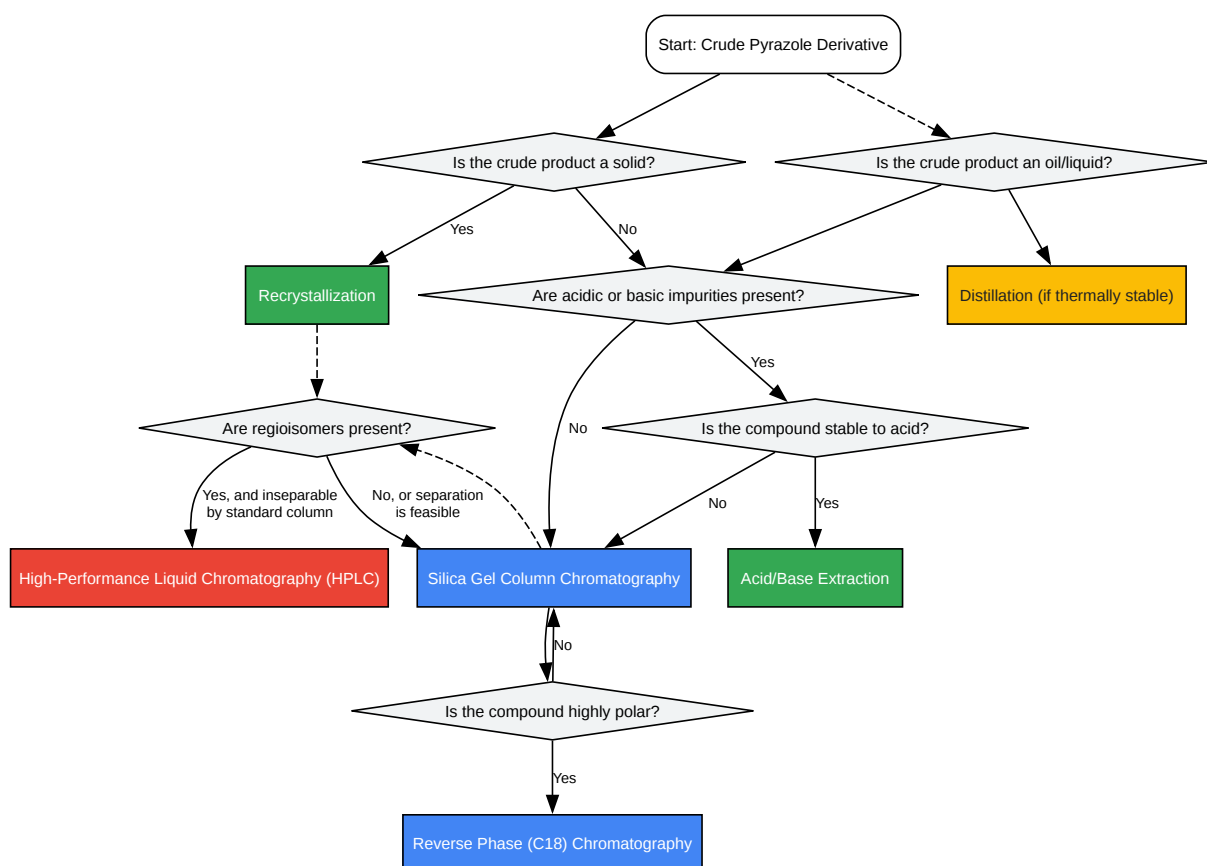 Start: Crude Pyrazole Derivative
Is the crude product a solid?
Is the crude product an oil/liquid?
Yes
No
Recrystallization
Are acidic or basic impurities present?
Distillation (if thermally stable)
Yes
Are regioisomers present?
No
Is the compound stable to acid?
Yes, and inseparable
by standard column
No, or separation
is feasible
No
Yes
High-Performance Liquid Chromatography (HPLC)
Silica Gel Column Chromatography
Acid/Base Extraction
No
Is the compound highly polar?
Yes
Reverse Phase (C18) Chromatography